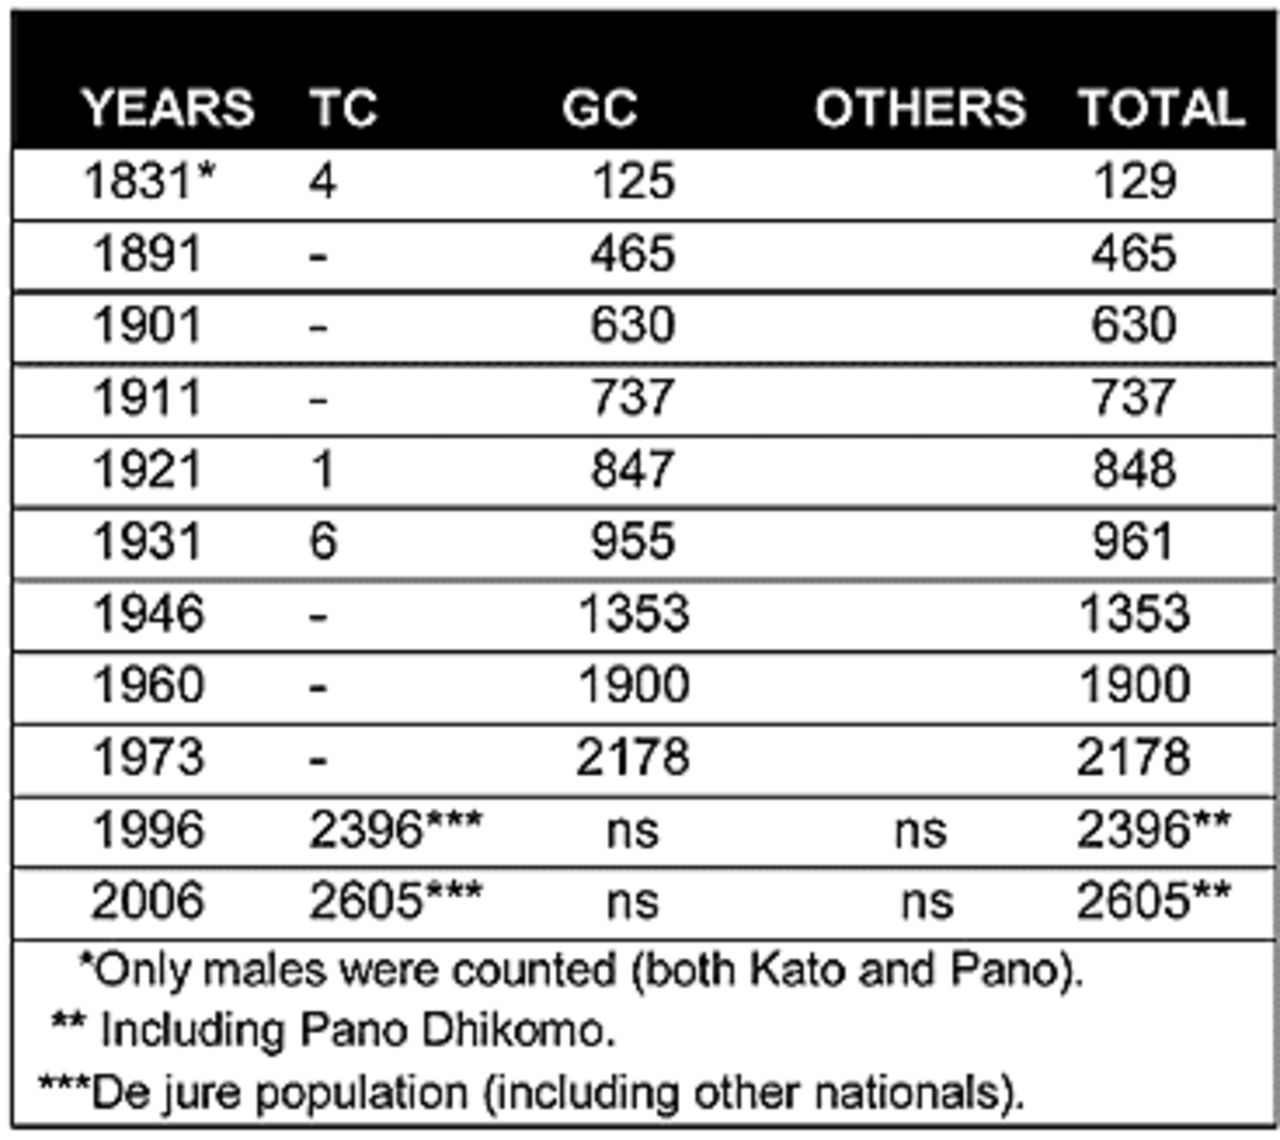 YEARS TC GC OTHERS TOTAL
1831* 4 125 129
1891 - 465 465
1901 - 630 630
1911 - 737 737
1921 1 847 848
1931 6 955 961
1946 - 1353 1353
1960 - 1900 1900
1973 - 2178 2178
1996 2396*** ns ns 2396**
2006 2605*** ns ns 2605**
*Only males were counted (both Kato and Pano).
** Including Pano Dhikomo.
***De jure population (including other nationals).